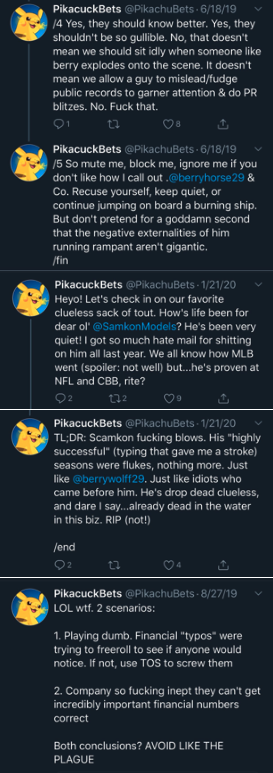 PikacuckBets @PikachuBets · 6/18/19
/4 Yes, they should know better. Yes, they
shouldn't be so gullible. No, that doesn't
mean we should sit idly when someone like
berry explodes onto the scene. It doesn't
mean we allow a guy to mislead/fudge
public records to garner attention & do PR
blitzes. No. Fuck that.
1 8
PikacuckBets @PikachuBets · 6/18/19
/5 So mute me, block me, ignore me if you
don't like how I call out .@berryhorse29 &
Co. Recuse yourself, keep quiet, or
continue jumping on board a burning ship.
But don't pretend for a goddamn second
that the negative externalities of him
running rampant aren't gigantic.
/fin
PikacuckBets @PikachuBets · 1/21/20
Heyo! Let's check in on our favorite
clueless sack of tout. How's life been for
dear ol' @SamkonModels? He's been very
quiet! I got so much hate mail for shitting
on him all last year. We all know how MLB
went (spoiler: not well) but...he's proven at
NFL and CBB, rite?
2 2 9
PikacuckBets @PikachuBets · 1/21/20
TL;DR: Scamkon fucking blows. His "highly
successful" (typing that gave me a stroke)
seasons were flukes, nothing more. Just
like @berrywolff29. Just like idiots who
came before him. He's drop dead clueless,
and dare I say...already dead in the water
in this biz. RIP (not!)
/end
2 4
PikacuckBets @PikachuBets · 8/27/19
LOL wtf. 2 scenarios:
1. Playing dumb. Financial "typos" were
trying to freeroll to see if anyone would
notice. If not, use TOS to screw them
2. Company so fucking inept they can't get
incredibly important financial numbers
correct
Both conclusions? AVOID LIKE THE
PLAGUE